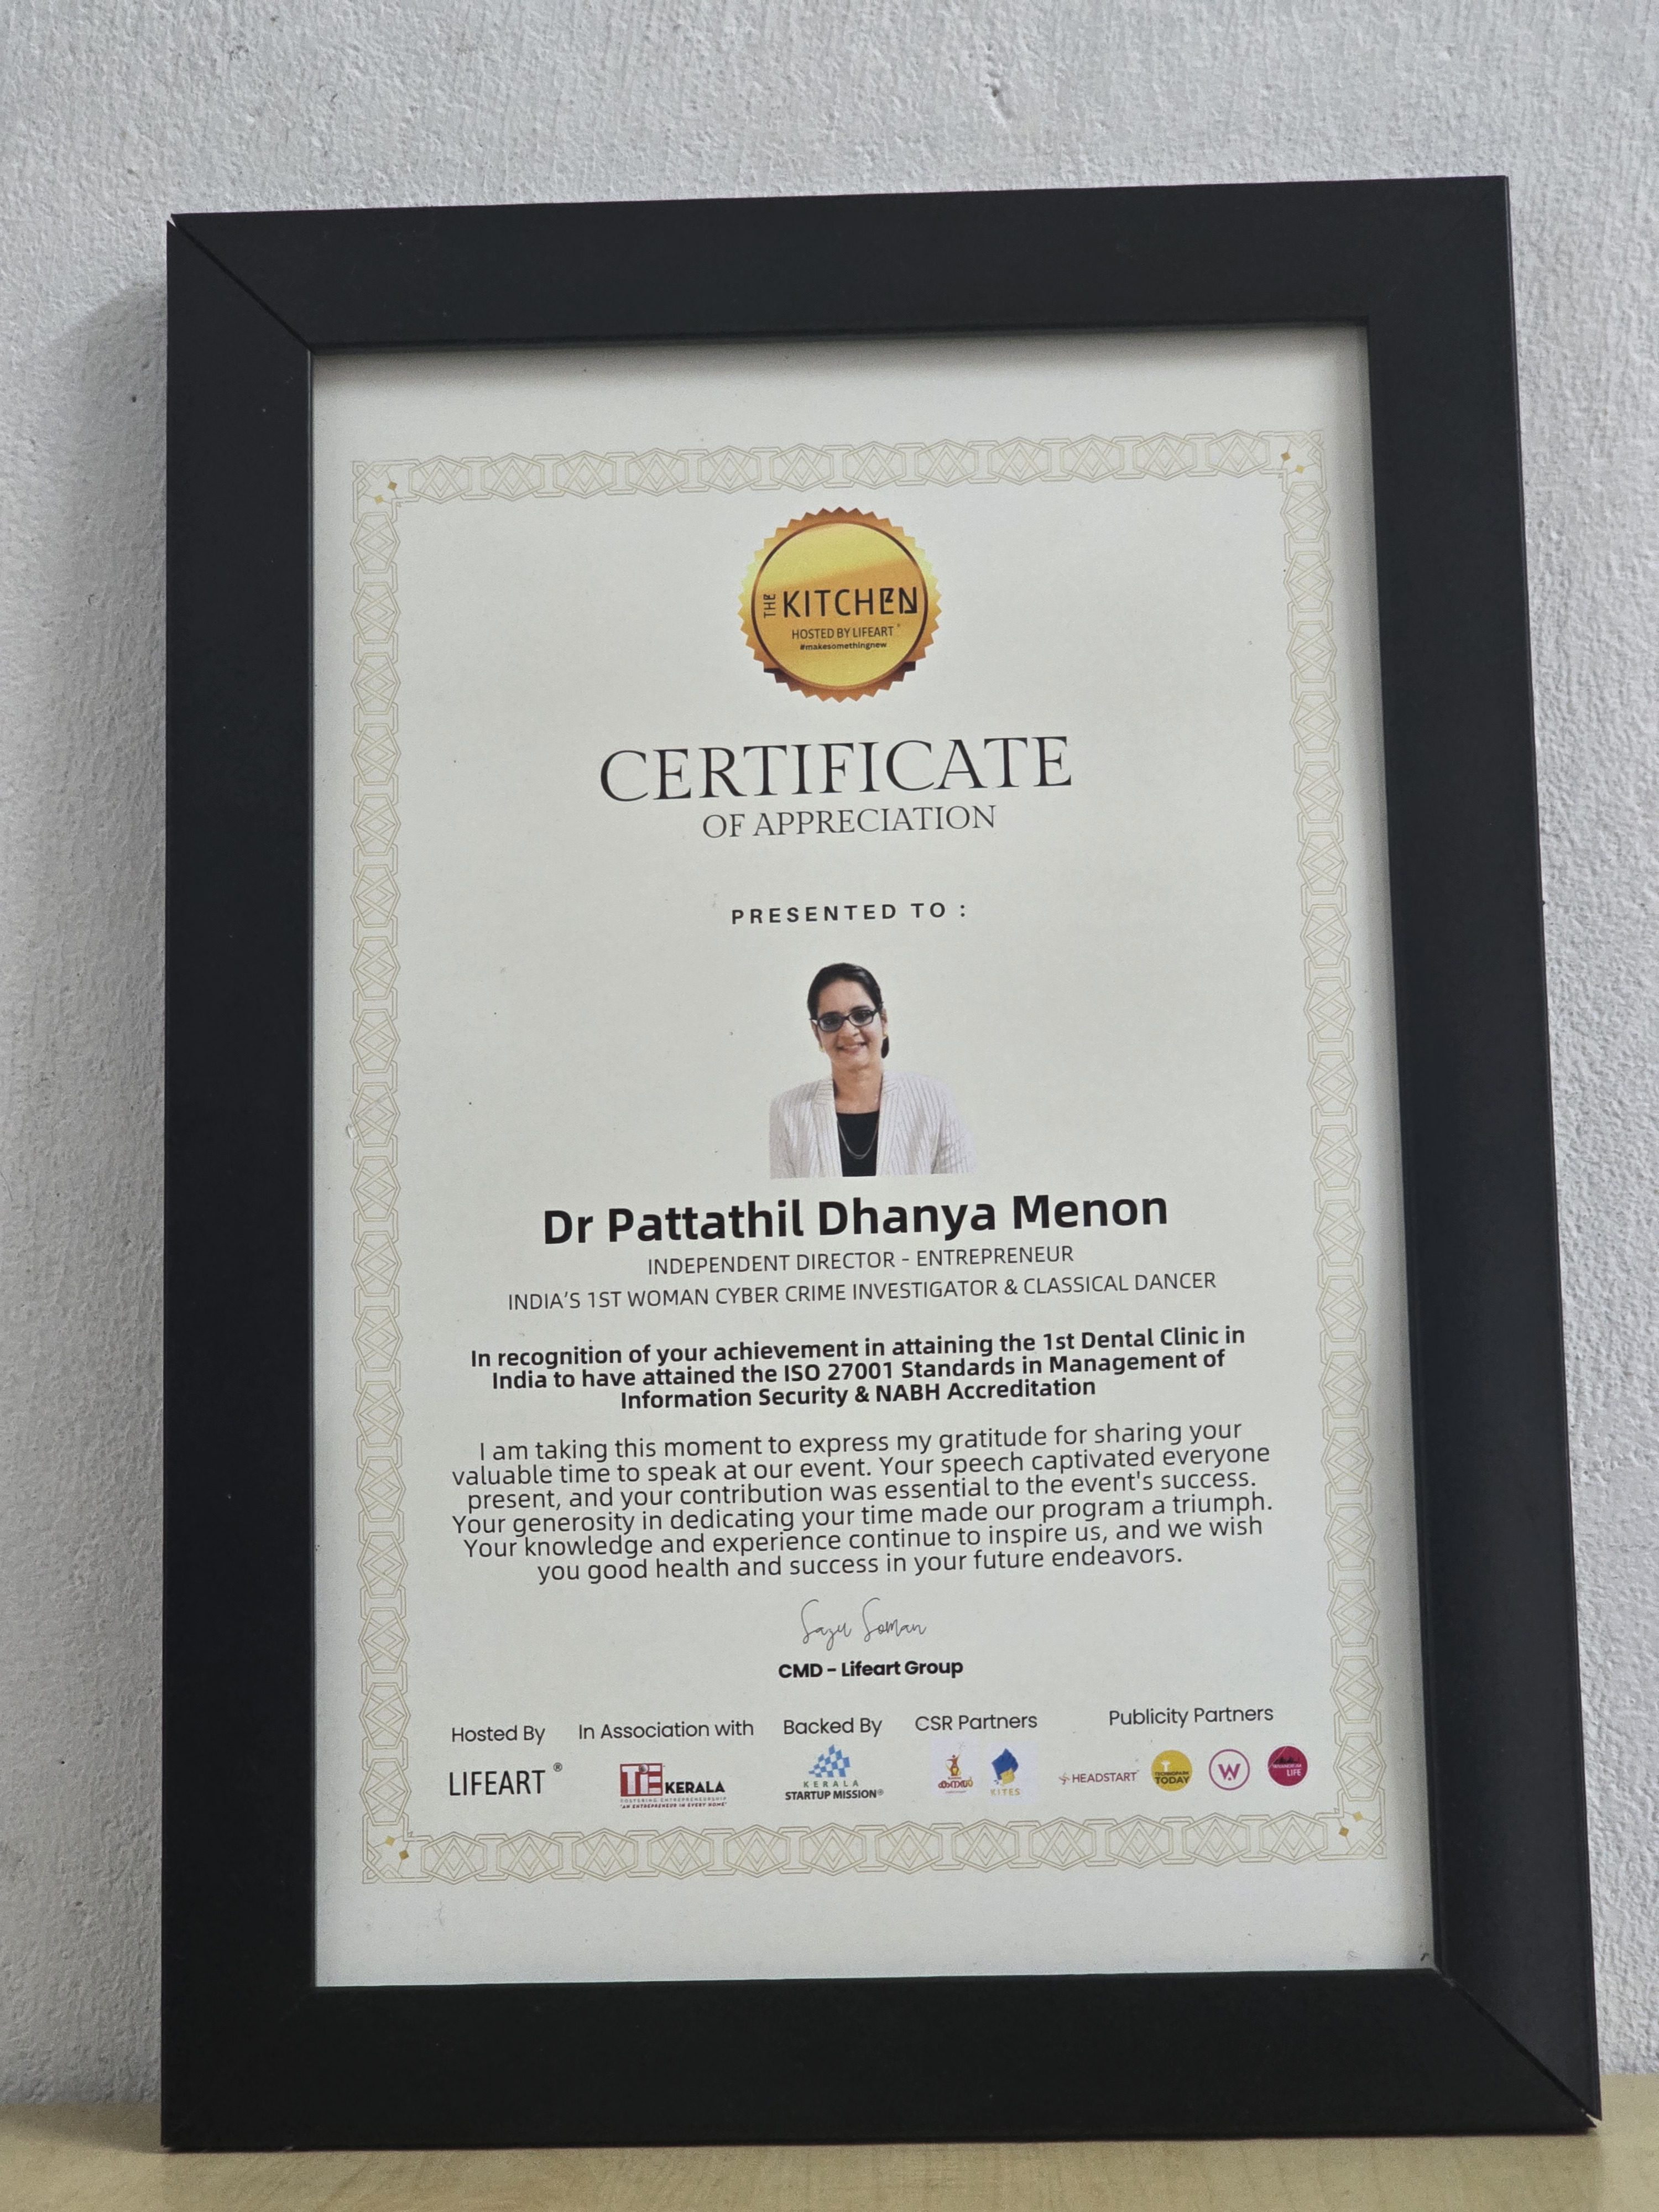 THE KITCHEN
HOSTED BY LIFEART
#makesomethingnew
CERTIFICATE
OF APPRECIATION
PRESENTED TO :
Dr Pattathil Dhanya Menon
INDEPENDENT DIRECTOR - ENTREPRENEUR
INDIA'S 1ST WOMAN CYBER CRIME INVESTIGATOR & CLASSICAL DANCER
In recognition of your achievement in attaining the 1st Dental Clinic in
India to have attained the ISO 27001 Standards in Management of
Information Security & NABH Accreditation
I am taking this moment to express my gratitude for sharing your
valuable time to speak at our event. Your speech captivated everyone
present, and your contribution was essential to the event's success.
Your generosity in dedicating your time made our program a triumph.
Your knowledge and experience continue to inspire us, and we wish
you good health and success in your future endeavors.
Saju Soman
CMD - Lifeart Group
Hosted By In Association with Backed By CSR Partners Publicity Partners
LIFEART ®
TiE KERALA
FOSTERING ENTREPRENEURSHIP
"AN ENTREPRENEUR IN EVERY HOME"
KERALA
STARTUP MISSION®
KITES
HEADSTART
TECHNOPARK
TODAY
W
LIFE